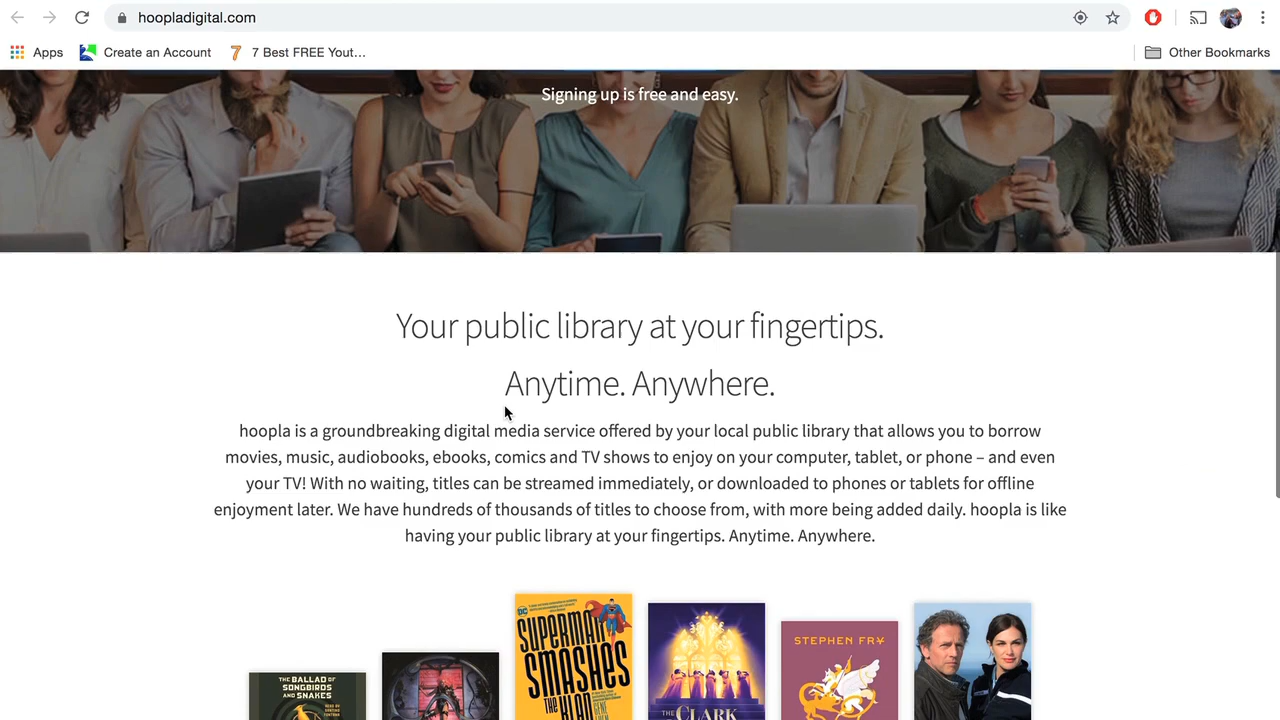 hoopladigital.com
Apps
Create an Account
7 Best FREE Yout...
Other Bookmarks
Signing up is free and easy.
Your public library at your fingertips.
Anytime. Anywhere.
hoopla is a groundbreaking digital media service offered by your local public library that allows you to borrow
movies, music, audiobooks, ebooks, comics and TV shows to enjoy on your computer, tablet, or phone – and even
your TV! With no waiting, titles can be streamed immediately, or downloaded to phones or tablets for offline
enjoyment later. We have hundreds of thousands of titles to choose from, with more being added daily. hoopla is like
having your public library at your fingertips. Anytime. Anywhere.
THE BALLAD OF
SONGBIRDS
AND SNAKES
DC
SUPERMAN
SMASHES
THE KLAN
GENE
THE
CLARK
STEPHEN FRY